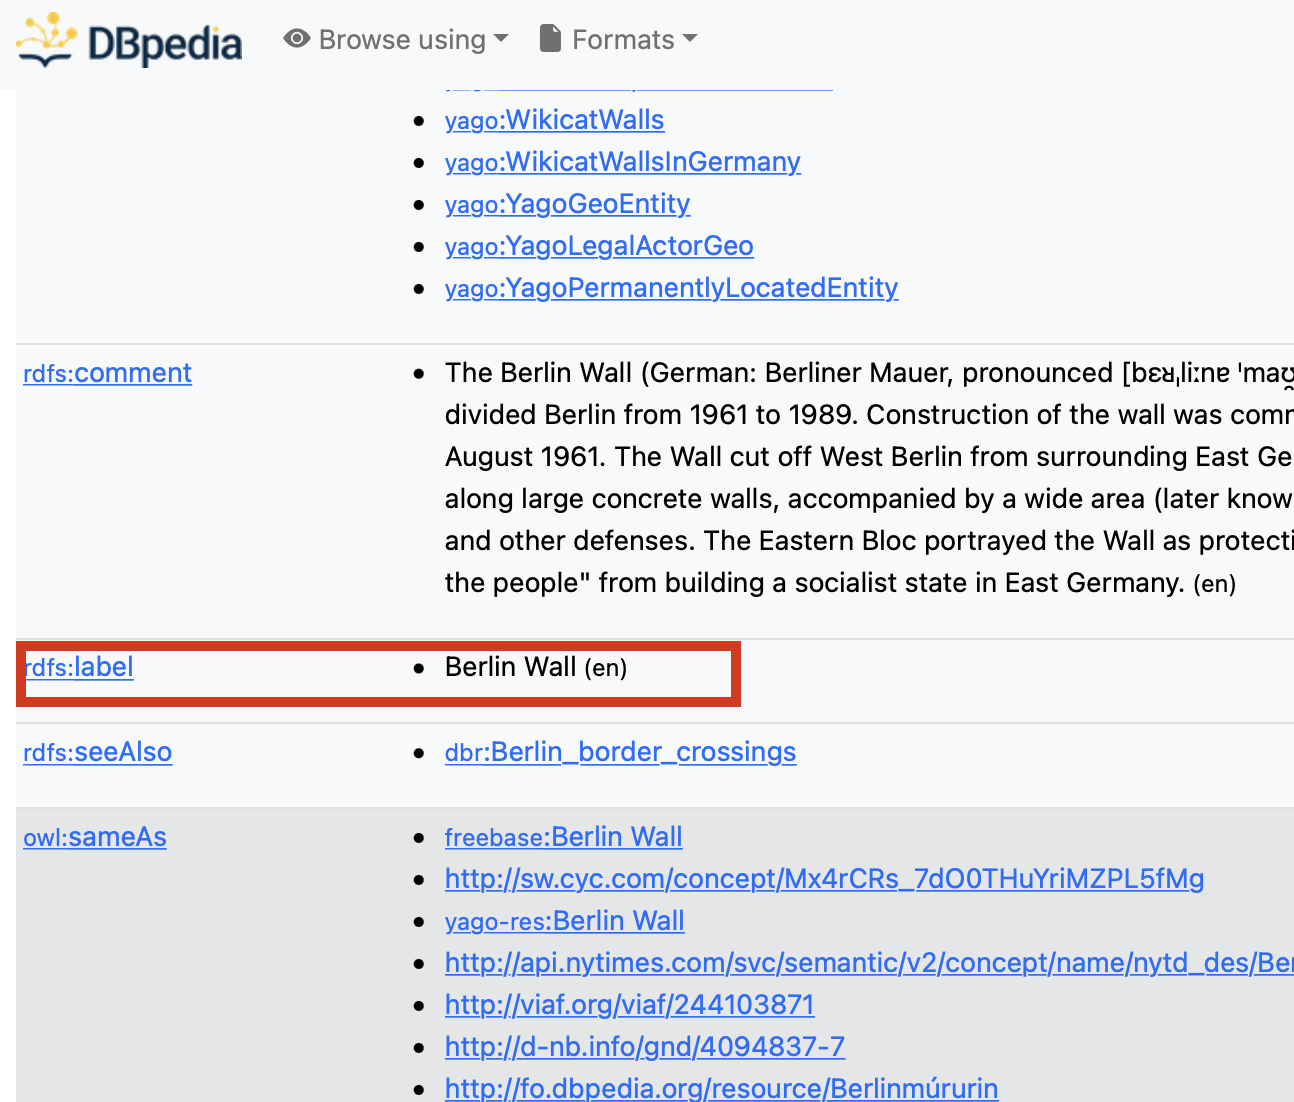 DBpedia Browse using Formats
yago:WikicatWalls
yago:WikicatWallsInGermany
yago:YagoGeoEntity
yago:YagoLegalActorGeo
yago:YagoPermanentlyLocatedEntity
rdfs:comment
The Berlin Wall (German: Berliner Mauer, pronounced [bɛʁˌliːnɐ ˈmaʊ̯
divided Berlin from 1961 to 1989. Construction of the wall was
August 1961. The Wall cut off West Berlin from surrounding East
along large concrete walls, accompanied by a wide area (later
and other defenses. The Eastern Bloc portrayed the Wall as
the people" from building a socialist state in East Germany. (en)
rdfs:label
Berlin Wall (en)
rdfs:seeAlso
dbr:Berlin_border_crossings
owl:sameAs
freebase:Berlin Wall
http://sw.cyc.com/concept/Mx4rCRs_7dO0THuYriMZPL5fMg
yago-res:Berlin Wall
http://api.nytimes.com/svc/semantic/v2/concept/name/nytd_des/Ber
http://viaf.org/viaf/244103871
http://d-nb.info/gnd/4094837-7
http://fo.dbpedia.org/resource/Berlinmúrurin